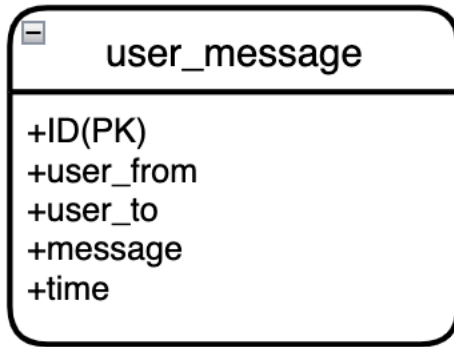 user_message
+ID(PK)
+user_from
+user_to
+message
+time